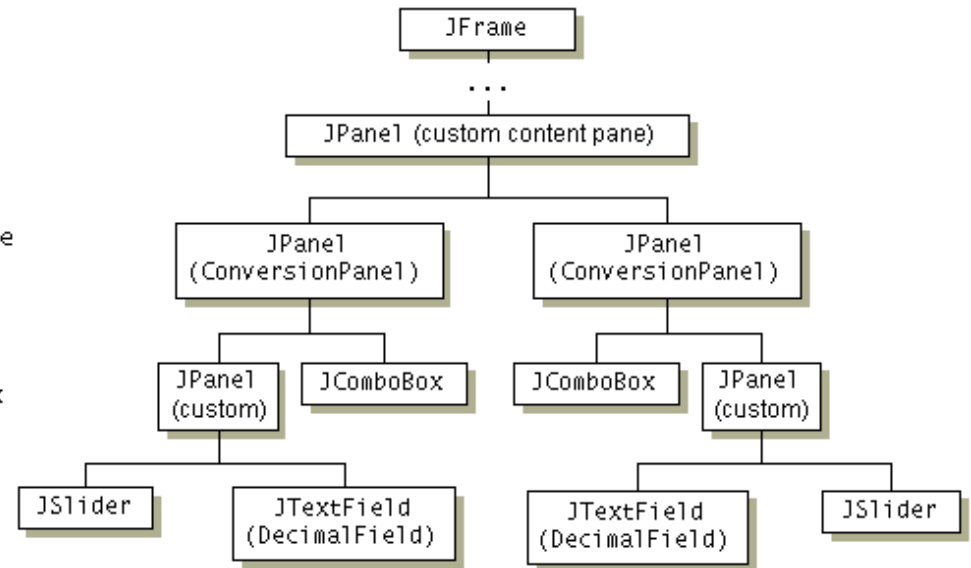 JFrame
...
JPanel (custom content pane)
e
JPanel
(ConversionPanel)
JPanel
(ConversionPanel)
JPanel
(custom)
JComboBox
JComboBox
JPanel
(custom)
x
JSlider
JTextField
(DecimalField)
JTextField
(DecimalField)
JSlider